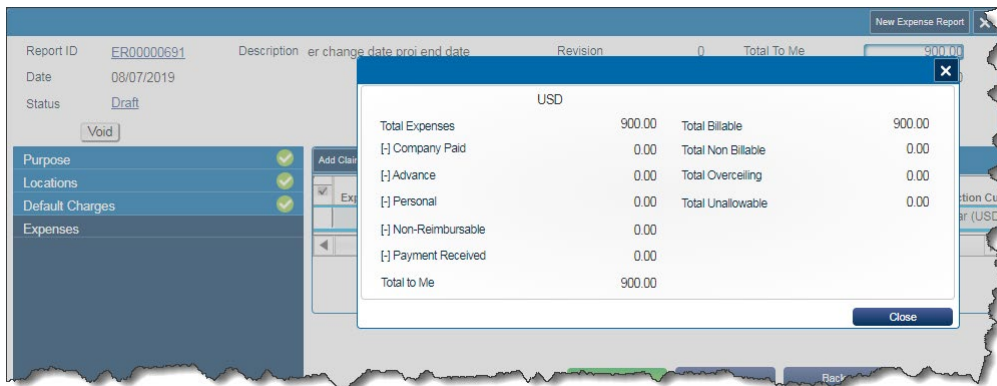 New Expense Report
Report ID ER00000691 Description er change date proj end date Revision 0 Total To Me 900.00
Date 08/07/2019
Status Draft
Void
Purpose
Locations
Default Charges
Expenses
USD
Total Expenses 900.00 Total Billable 900.00
[-] Company Paid 0.00 Total Non Billable 0.00
[-] Advance 0.00 Total Overceiling 0.00
[-] Personal 0.00 Total Unallowable 0.00
[-] Non-Reimbursable 0.00
[-] Payment Received 0.00
Total to Me 900.00
Close
Back